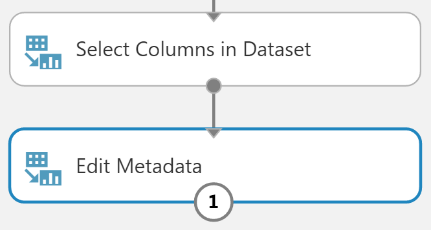 Select Columns in Dataset
Edit Metadata
1